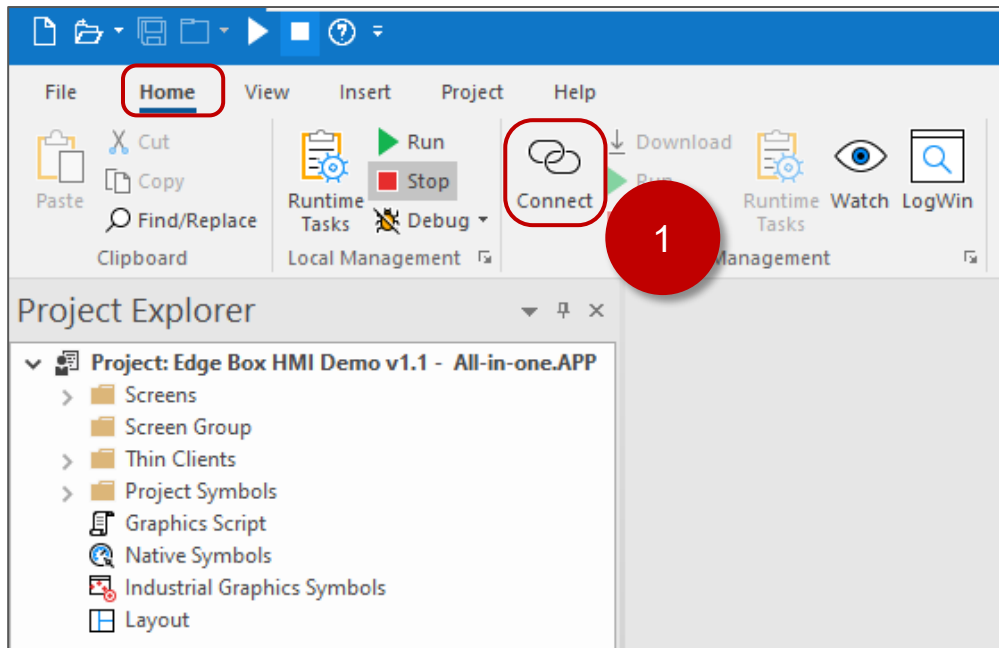 File Home View Insert Project Help
Paste
Cut
Copy
Find/Replace
Clipboard
Runtime Tasks
Run
Stop
Debug
Local Management
Connect
Download
Run
1
Runtime Tasks
Watch
LogWin
Management
Project Explorer
Project: Edge Box HMI Demo v1.1 - All-in-one.APP
Screens
Screen Group
Thin Clients
Project Symbols
Graphics Script
Native Symbols
Industrial Graphics Symbols
Layout